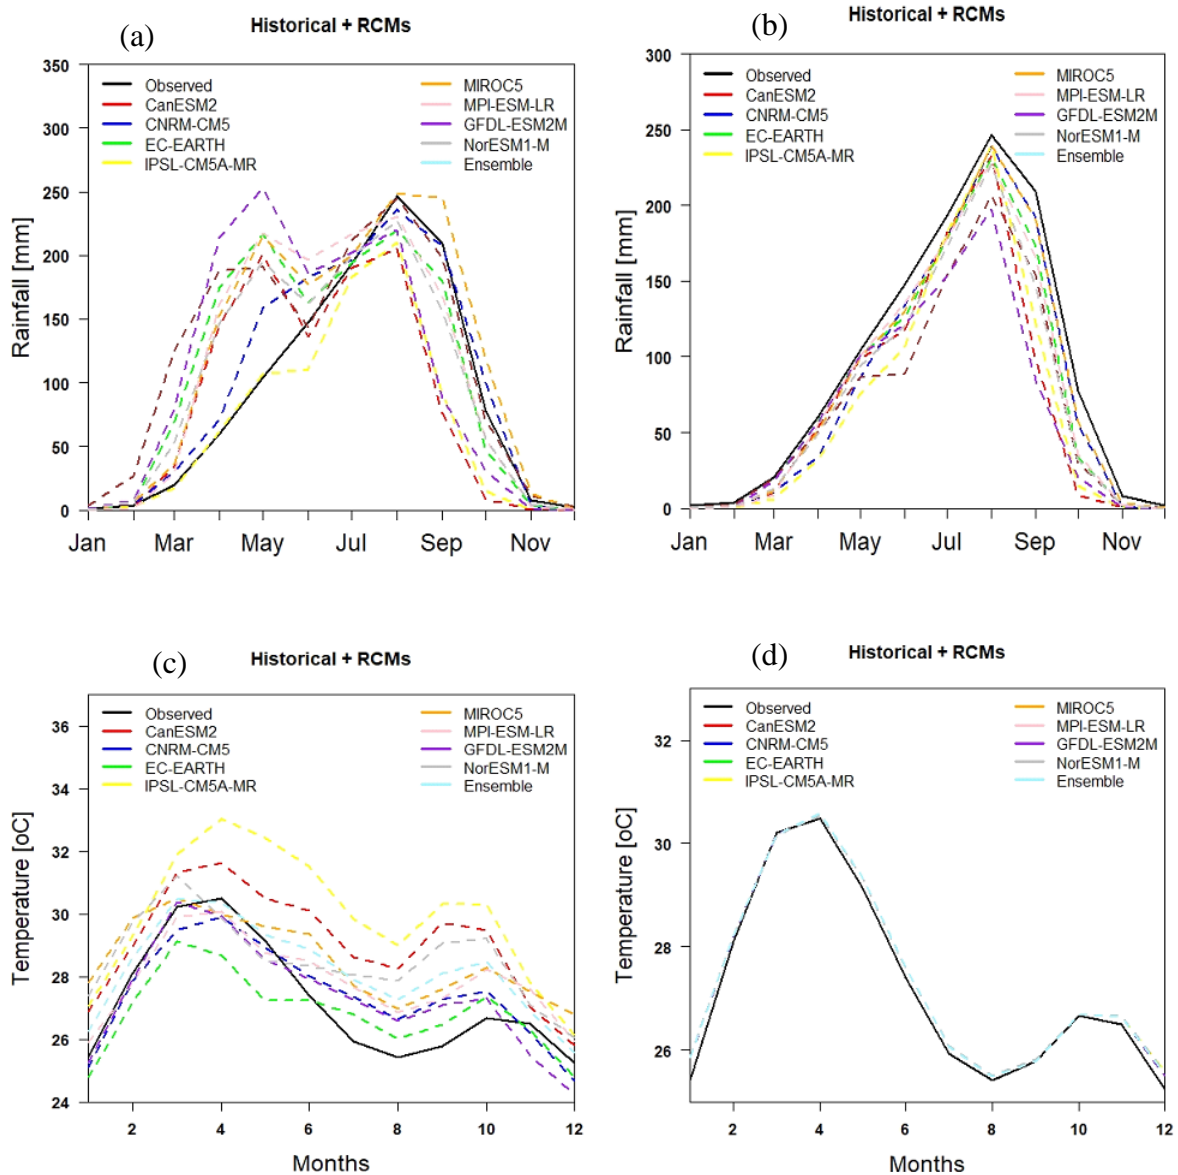 (a)
Historical + RCMs
350
300
250
200
150
100
50
0
Rainfall [mm]
Observed
CanESM2
CNRM-CM5
EC-EARTH
IPSL-CM5A-MR
MIROC5
MPI-ESM-LR
GFDL-ESM2M
NorESM1-M
Ensemble
Jan Mar May Jul Sep Nov
(b)
Historical + RCMs
300
250
200
150
100
50
0
Rainfall [mm]
Observed
CanESM2
CNRM-CM5
EC-EARTH
IPSL-CM5A-MR
MIROC5
MPI-ESM-LR
GFDL-ESM2M
NorESM1-M
Ensemble
Jan Mar May Jul Sep Nov
(c)
Historical + RCMs
36
34
32
30
28
26
24
Temperature [oC]
Observed
CanESM2
CNRM-CM5
EC-EARTH
IPSL-CM5A-MR
MIROC5
MPI-ESM-LR
GFDL-ESM2M
NorESM1-M
Ensemble
2 4 6 8 10 12
Months
(d)
Historical + RCMs
32
30
28
26
Temperature [oC]
Observed
CanESM2
CNRM-CM5
EC-EARTH
IPSL-CM5A-MR
MIROC5
MPI-ESM-LR
GFDL-ESM2M
NorESM1-M
Ensemble
2 4 6 8 10 12
Months